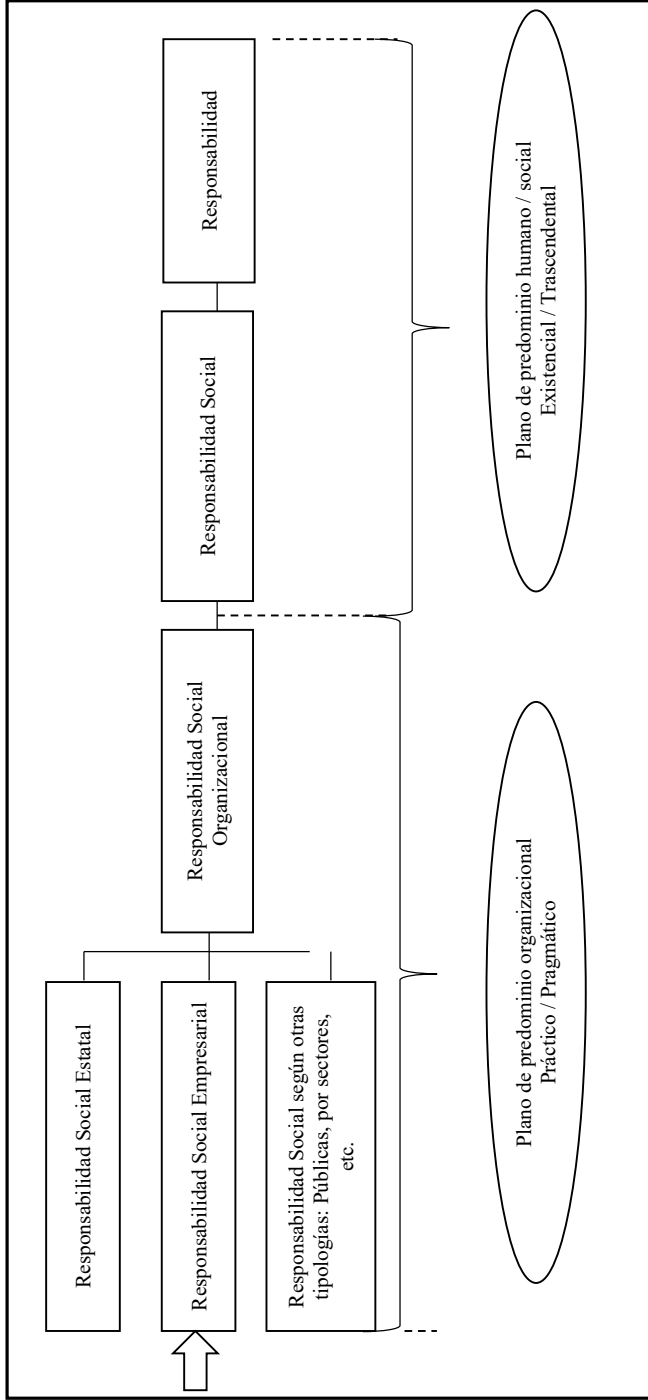 Responsabilidad Social Estatal
Responsabilidad Social Empresarial
Responsabilidad Social según otras
tipologías: Públicas, por sectores,
etc.
Responsabilidad Social
Organizacional
Responsabilidad Social
Responsabilidad
Plano de predominio organizacional
Práctico / Pragmático
Plano de predominio humano / social
Existencial / Trascendental